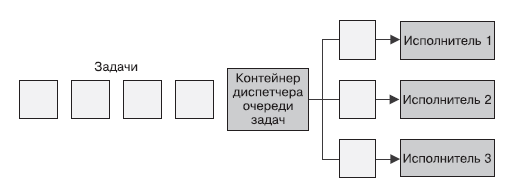 Задачи
Контейнер
диспетчера
очереди
задач
Исполнитель 1
Исполнитель 2
Исполнитель 3